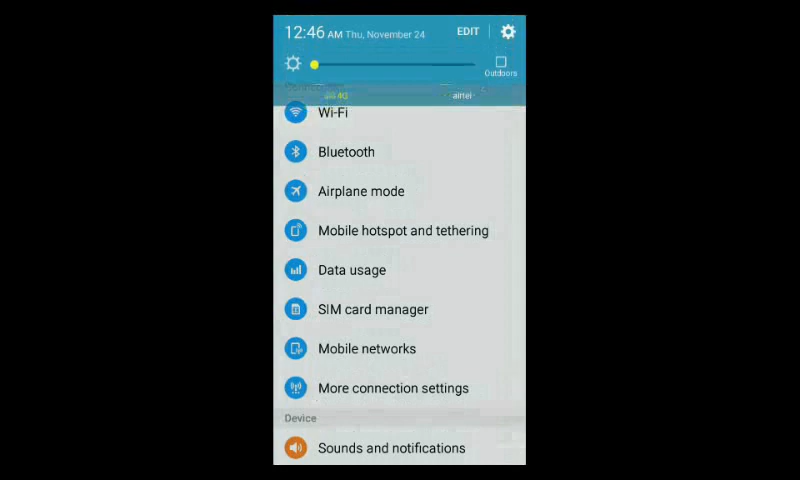 12:46 AM Thu, November 24 EDIT
Outdoors
airtel
Wi-Fi
Bluetooth
Airplane mode
Mobile hotspot and tethering
Data usage
SIM card manager
Mobile networks
More connection settings
Device
Sounds and notifications